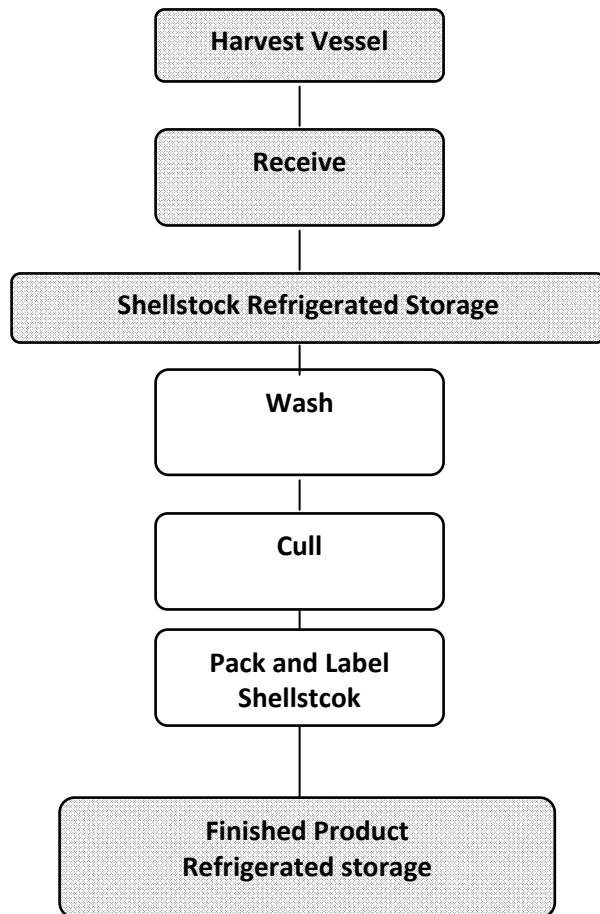 Harvest Vessel
Receive
Shellstock Refrigerated Storage
Wash
Cull
Pack and Label
Shellstcok
Finished Product
Refrigerated storage